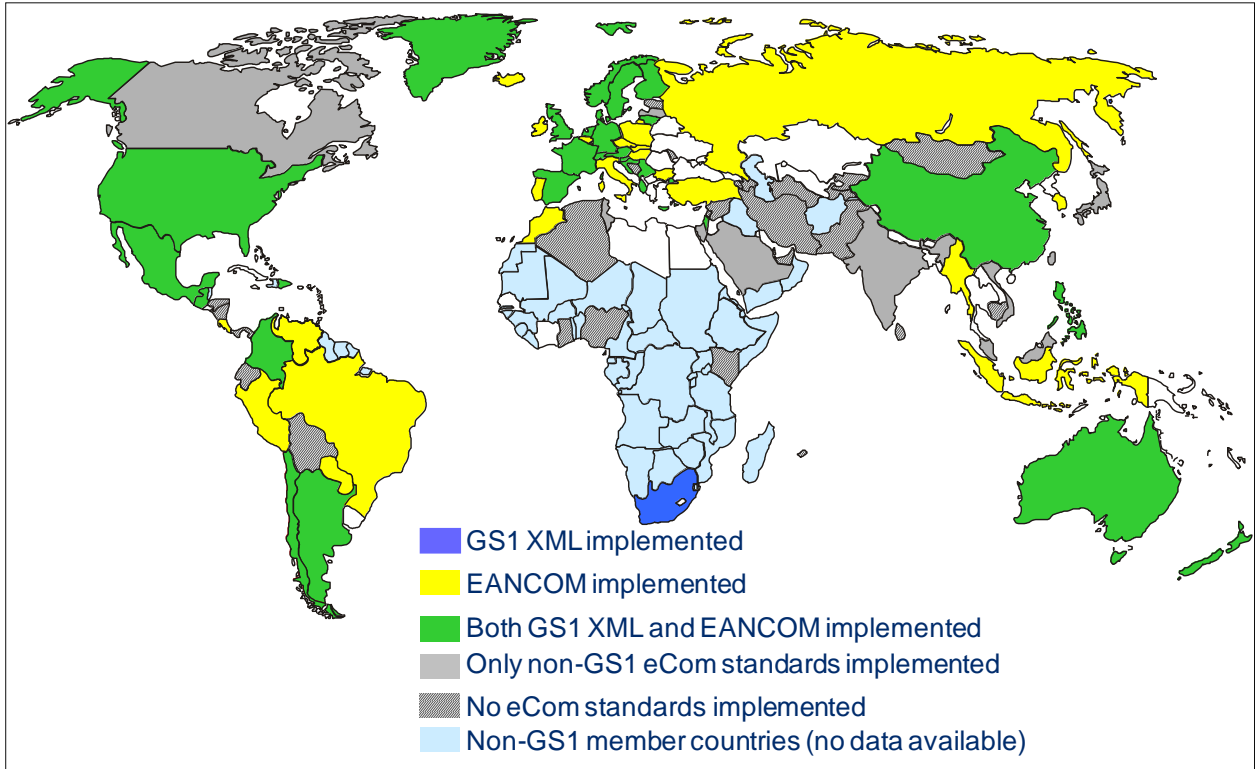 GS1 XML implemented
EANCOM implemented
Both GS1 XML and EANCOM implemented
Only non-GS1 eCom standards implemented
No eCom standards implemented
Non-GS1 member countries (no data available)